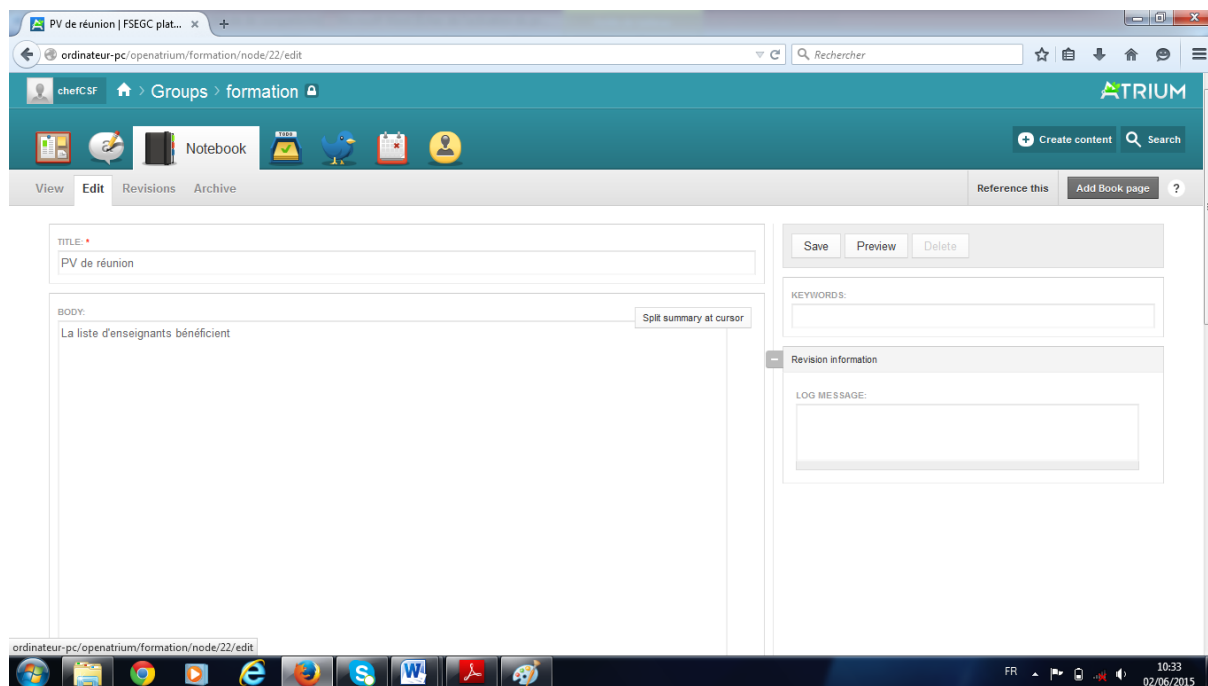 PV de réunion | FSEGC plat...
ordinateur-pc/openatrium/formation/node/22/edit
Rechercher
chefCSF > Groups > formation
ATRIUM
Notebook
TODO
Create content
Search
View Edit Revisions Archive
Reference this
Add Book page
?
TITLE: *
PV de réunion
Save Preview Delete
BODY:
Split summary at cursor
La liste d'enseignants bénéficient
KEYWORDS:
Revision information
LOG MESSAGE:
ordinateur-pc/openatrium/formation/node/22/edit
FR
10:33
02/06/2015